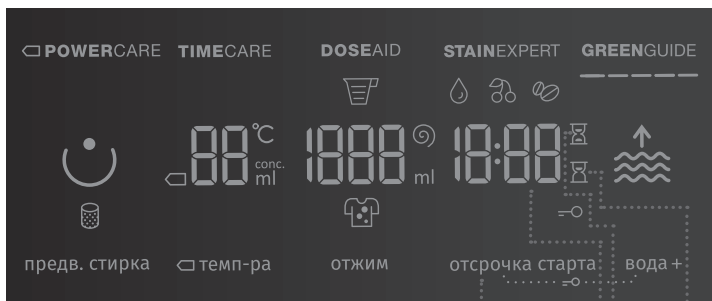 POWERCARE TIMECARE DOSEAID STAINEXPERT GREENGUIDE
88 °C 1888 18:88
conc.
ml ml
предв. стирка темп-ра отжим отсрочка старта вода+